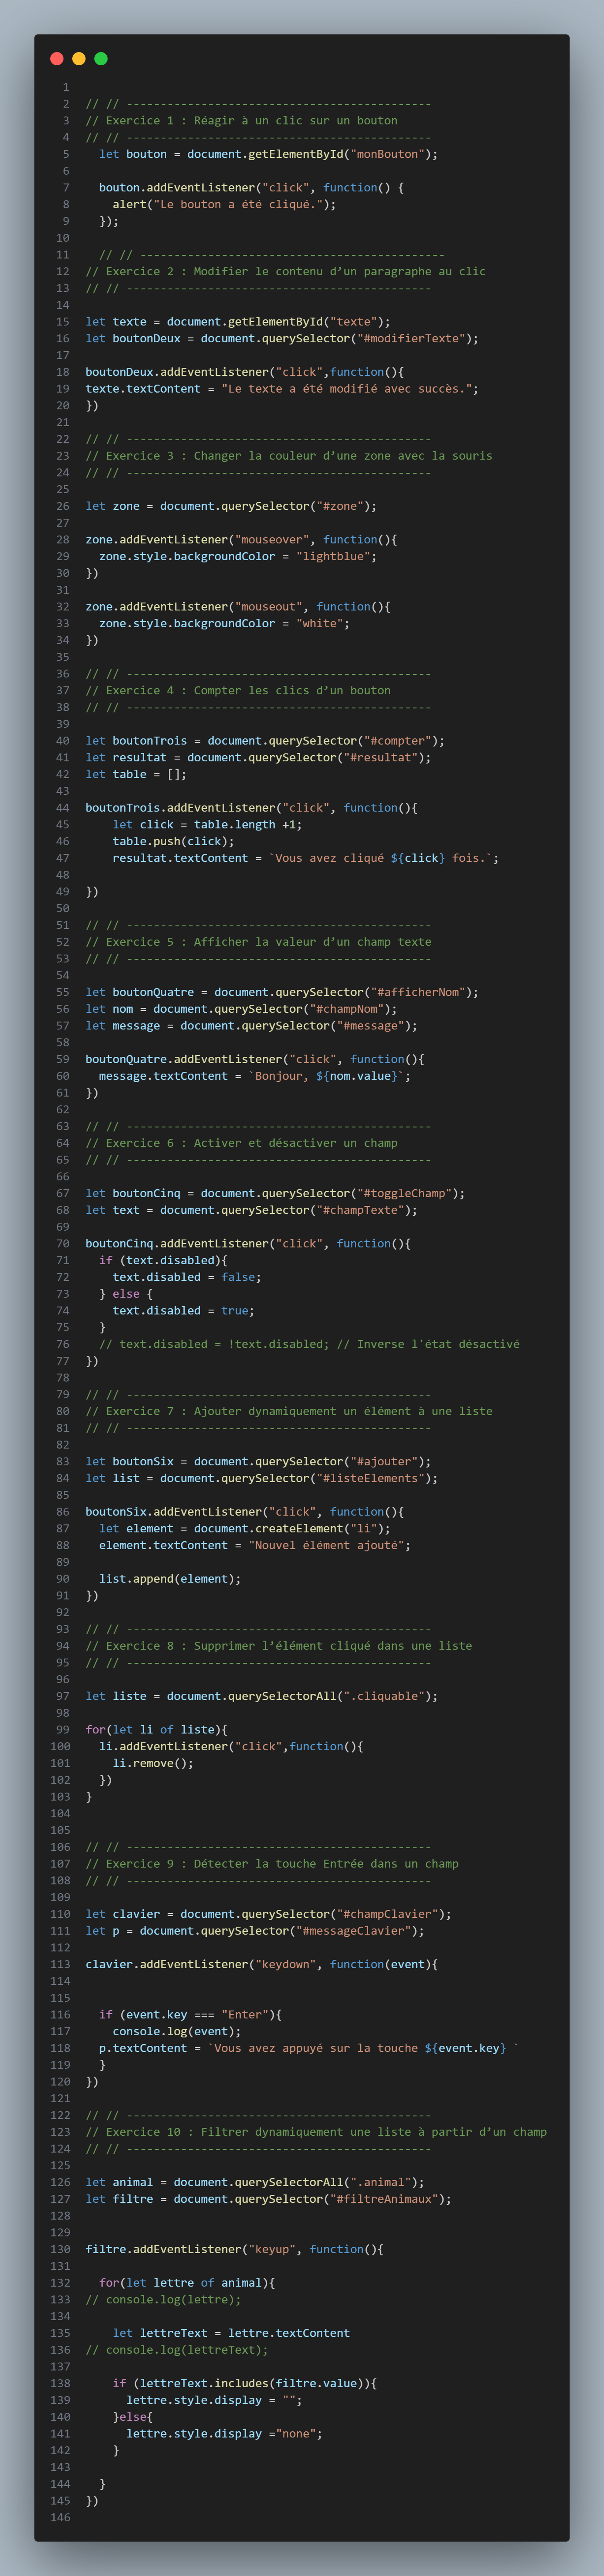 1
2 // // ---------------------------------------------
3 // Exercice 1 : Réagir à un clic sur un bouton
4 // // ---------------------------------------------
5   let bouton = document.getElementById("monBouton");
6
7   bouton.addEventListener("click", function() {
8     alert("Le bouton a été cliqué.");
9   });
10
11   // // ---------------------------------------------
12 // Exercice 2 : Modifier le contenu d’un paragraphe au clic
13 // // ---------------------------------------------
14
15 let texte = document.getElementById("texte");
16 let boutonDeux = document.querySelector("#modifierTexte");
17
18 boutonDeux.addEventListener("click",function(){
19 texte.textContent = "Le texte a été modifié avec succès.";
20 })
21
22 // // ---------------------------------------------
23 // Exercice 3 : Changer la couleur d’une zone avec la souris
24 // // ---------------------------------------------
25
26 let zone = document.querySelector("#zone");
27
28 zone.addEventListener("mouseover", function(){
29   zone.style.backgroundColor = "lightblue";
30 })
31
32 zone.addEventListener("mouseout", function(){
33   zone.style.backgroundColor = "white";
34 })
35
36 // // ---------------------------------------------
37 // Exercice 4 : Compter les clics d’un bouton
38 // // ---------------------------------------------
39
40 let boutonTrois = document.querySelector("#compter");
41 let resultat = document.querySelector("#resultat");
42 let table = [];
43
44 boutonTrois.addEventListener("click", function(){
45     let click = table.length +1;
46     table.push(click);
47     resultat.textContent = `Vous avez cliqué ${click} fois.`;
48
49 })
50
51 // // ---------------------------------------------
52 // Exercice 5 : Afficher la valeur d’un champ texte
53 // // ---------------------------------------------
54
55 let boutonQuatre = document.querySelector("#afficherNom");
56 let nom = document.querySelector("#champNom");
57 let message = document.querySelector("#message");
58
59 boutonQuatre.addEventListener("click", function(){
60   message.textContent = `Bonjour, ${nom.value}`;
61 })
62
63 // // ---------------------------------------------
64 // Exercice 6 : Activer et désactiver un champ
65 // // ---------------------------------------------
66
67 let boutonCinq = document.querySelector("#toggleChamp");
68 let text = document.querySelector("#champTexte");
69
70 boutonCinq.addEventListener("click", function(){
71   if (text.disabled){
72     text.disabled = false;
73   } else {
74     text.disabled = true;
75   }
76   // text.disabled = !text.disabled; // Inverse l'état désactivé
77 })
78
79 // // ---------------------------------------------
80 // Exercice 7 : Ajouter dynamiquement un élément à une liste
81 // // ---------------------------------------------
82
83 let boutonSix = document.querySelector("#ajouter");
84 let list = document.querySelector("#listeElements");
85
86 boutonSix.addEventListener("click", function(){
87   let element = document.createElement("li");
88   element.textContent = "Nouvel élément ajouté";
89
90   list.append(element);
91 })
92
93 // // ---------------------------------------------
94 // Exercice 8 : Supprimer l’élément cliqué dans une liste
95 // // ---------------------------------------------
96
97 let liste = document.querySelectorAll(".cliquable");
98
99 for(let li of liste){
100   li.addEventListener("click",function(){
101     li.remove();
102   })
103 }
104
105
106 // // ---------------------------------------------
107 // Exercice 9 : Détecter la touche Entrée dans un champ
108 // // ---------------------------------------------
109
110 let clavier = document.querySelector("#champClavier");
111 let p = document.querySelector("#messageClavier");
112
113 clavier.addEventListener("keydown", function(event){
114
115
116   if (event.key === "Enter"){
117     console.log(event);
118   p.textContent = `Vous avez appuyé sur la touche ${event.key} `
119   }
120 })
121
122 // // ---------------------------------------------
123 // Exercice 10 : Filtrer dynamiquement une liste à partir d’un champ
124 // // ---------------------------------------------
125
126 let animal = document.querySelectorAll(".animal");
127 let filtre = document.querySelector("#filtreAnimaux");
128
129
130 filtre.addEventListener("keyup", function(){
131
132   for(let lettre of animal){
133 // console.log(lettre);
134
135     let lettreText = lettre.textContent
136 // console.log(lettreText);
137
138     if (lettreText.includes(filtre.value)){
139       lettre.style.display = "";
140     }else{
141       lettre.style.display ="none";
142     }
143
144   }
145 })
146